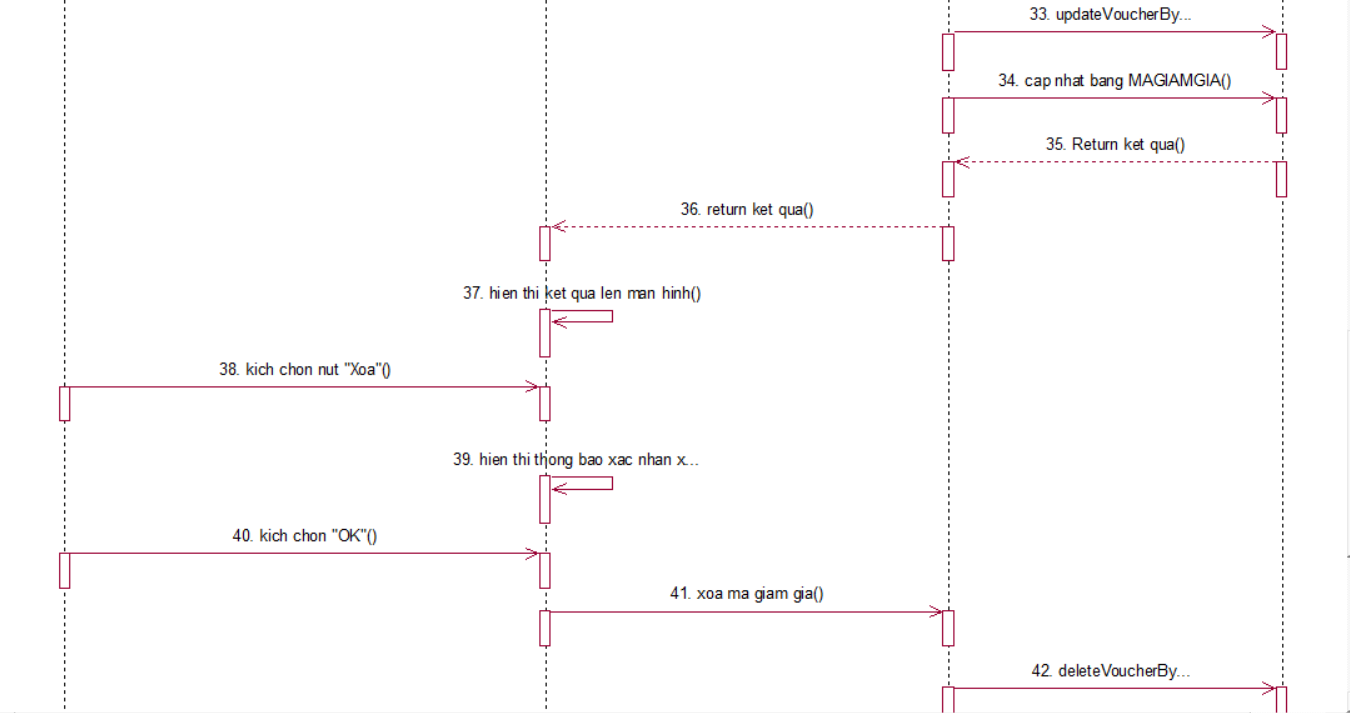 33. updateVoucherBy...
34. cap nhat bang MAGIAMGIA()
35. Return ket qua()
36. return ket qua()
37. hien thi ket qua len man hinh()
38. kich chon nut "Xoa"()
39. hien thi thong bao xac nhan x...
40. kich chon "OK"()
41. xoa ma giam gia()
42. deleteVoucherBy...